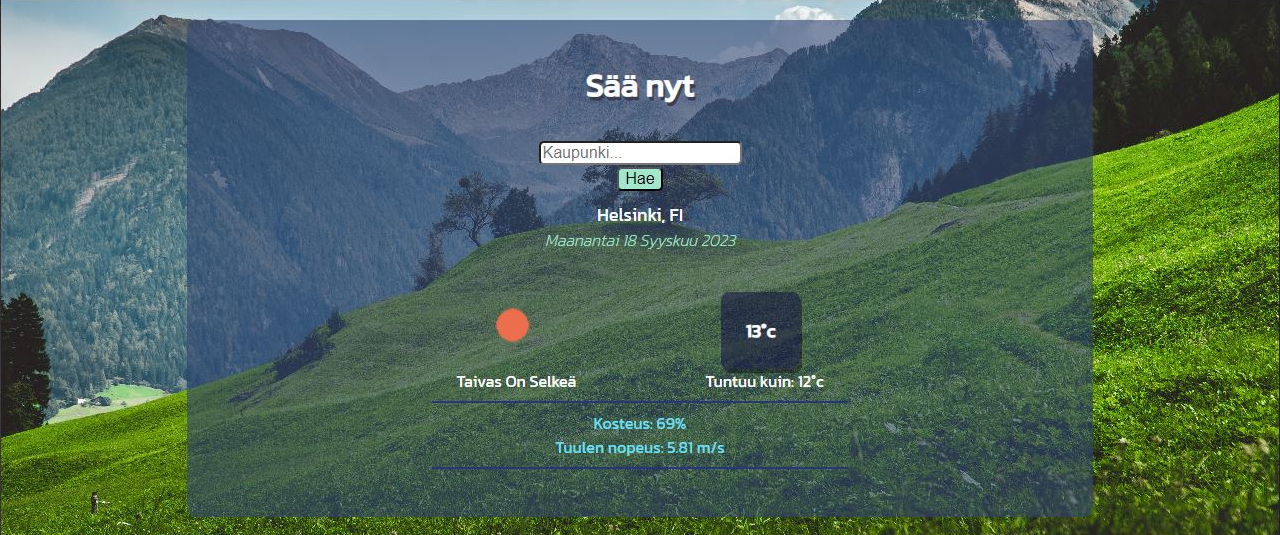 Sää nyt
Kaupunki...
Hae
Helsinki, FI
Maanantai 18 Syyskuu 2023
13°c
Taivas On Selkeä
Tuntuu kuin: 12°c
Kosteus: 69%
Tuulen nopeus: 5.81 m/s